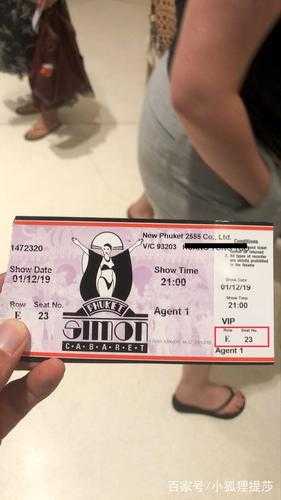 New Phuket 2555 Co., Ltd.
1472320
V/C 93203
Conditions
Show Date
01/12/19
Show Time
21:00
Row
Seat No.
E
23
Agent 1
PHUKET
SIMON
CABARET
Show Date
01/12/19
Show Time
21:00
VIP
Row
Seat No.
E
23
Agent 1
百家号/小狐狸提莎